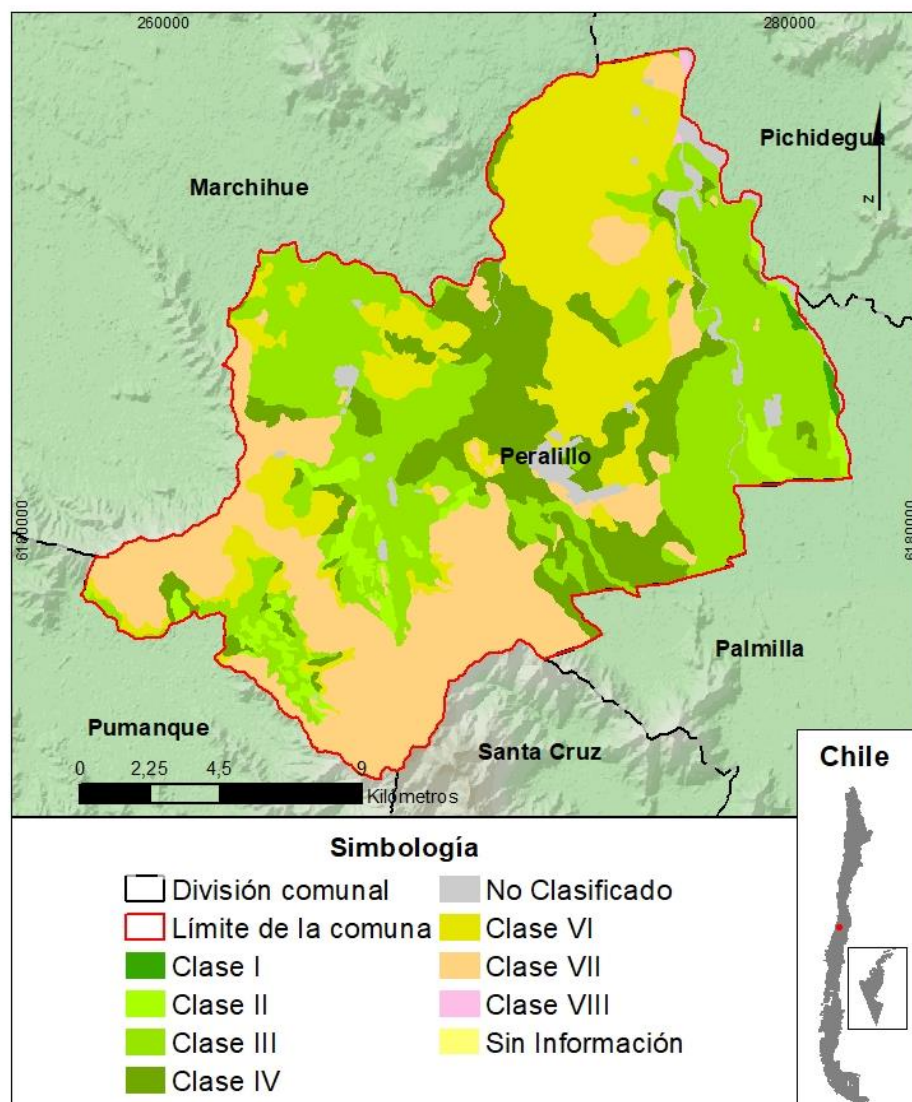 260000
280000
Pichidegua
N
Marchihue
Peralillo
6180000
6180000
Palmilla
Pumanque
Santa Cruz
0 2,25 4,5 9
Kilómetros
Chile
Simbología
División comunal
Límite de la comuna
Clase I
Clase II
Clase III
Clase IV
No Clasificado
Clase VI
Clase VII
Clase VIII
Sin Información